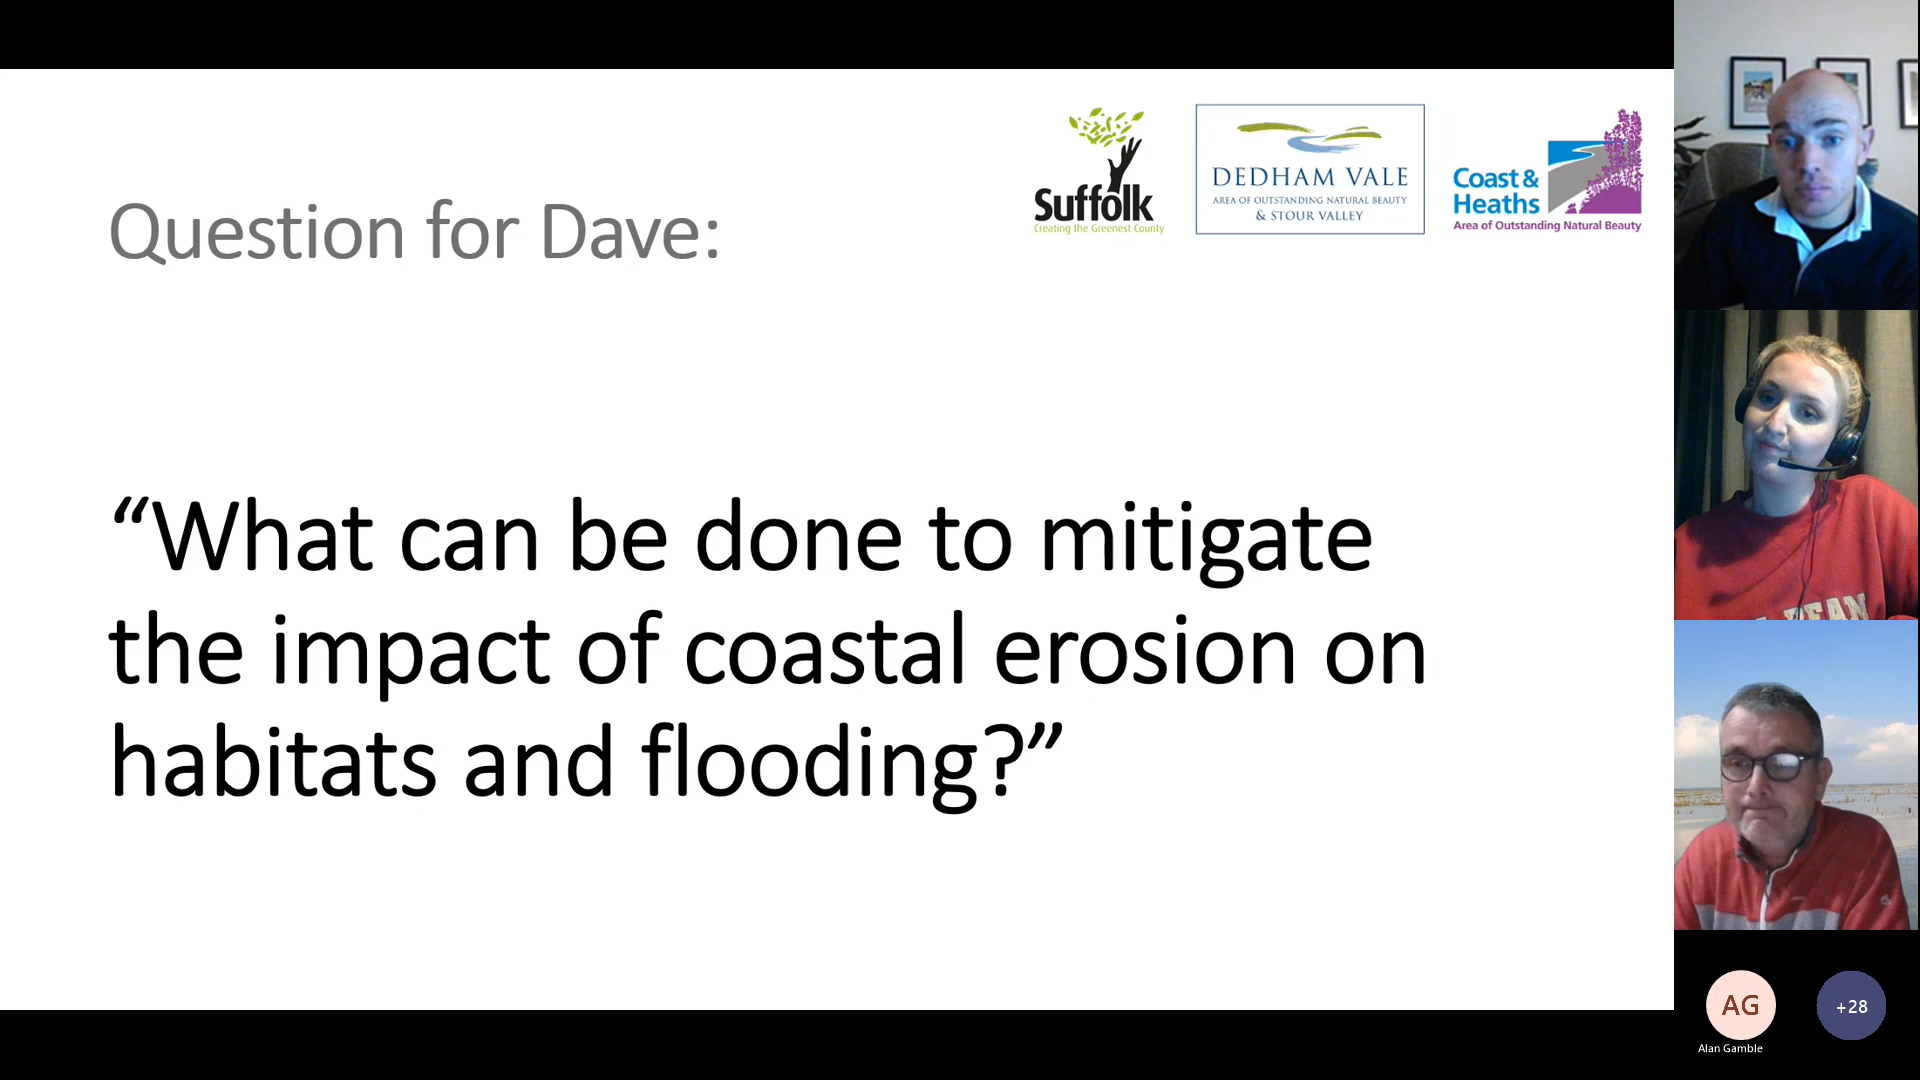 Suffolk
Creating the Greenest County
DEDHAM VALE
AREA OF OUTSTANDING NATURAL BEAUTY
& STOUR VALLEY
Coast &
Heaths
Area of Outstanding Natural Beauty
Question for Dave:
“What can be done to mitigate
the impact of coastal erosion on
habitats and flooding?”
AG
Alan Gamble
+28